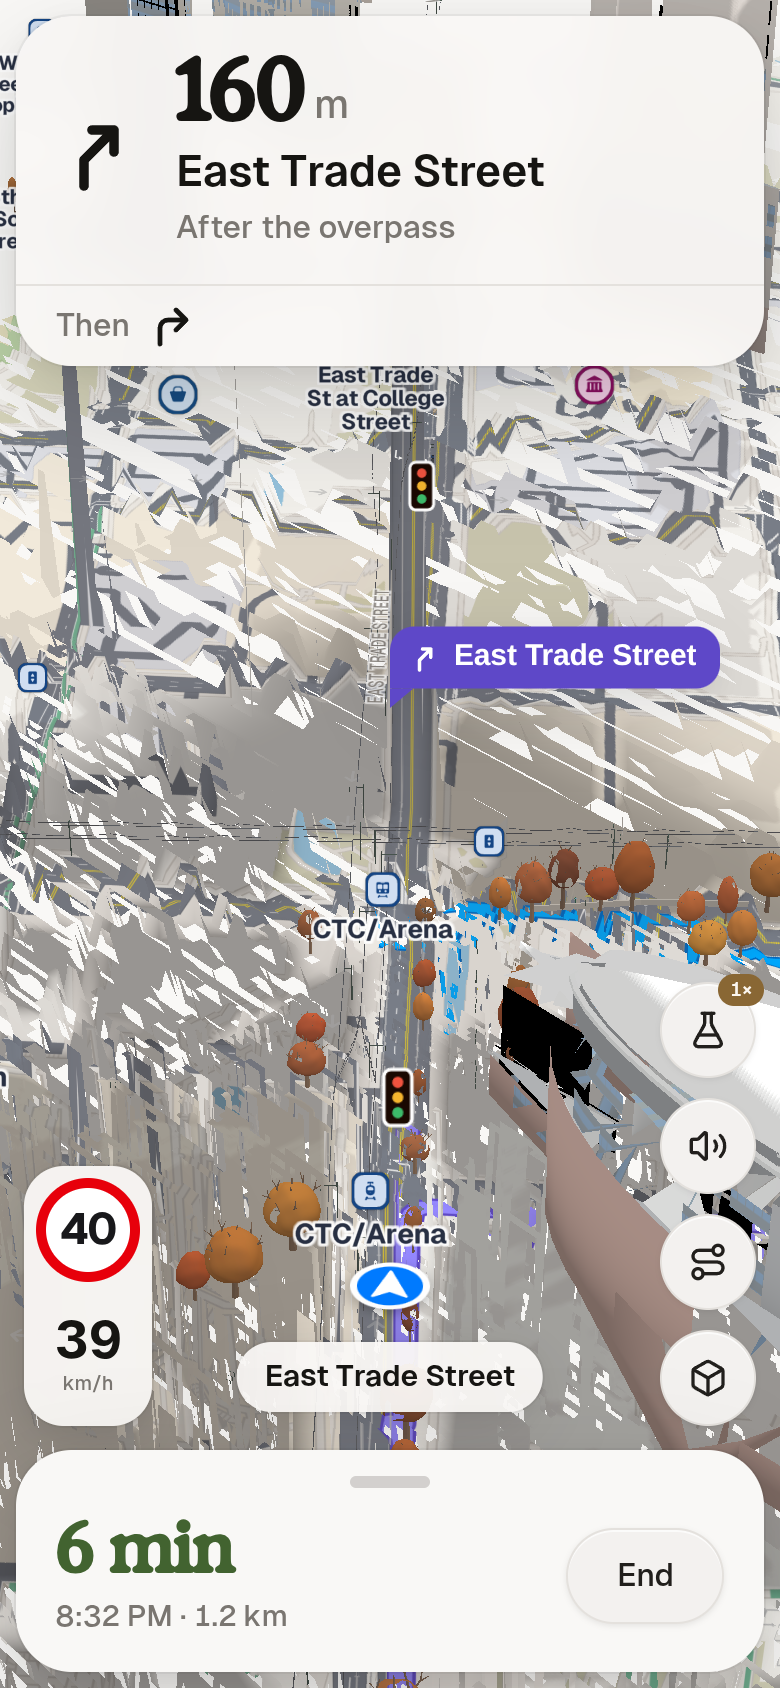 160 m
East Trade Street
After the overpass
Then
East Trade
St at College
Street
EAST TRADE STREET
East Trade Street
CTC/Arena
1×
40
CTC/Arena
39
km/h
East Trade Street
6 min
8:32 PM · 1.2 km
End